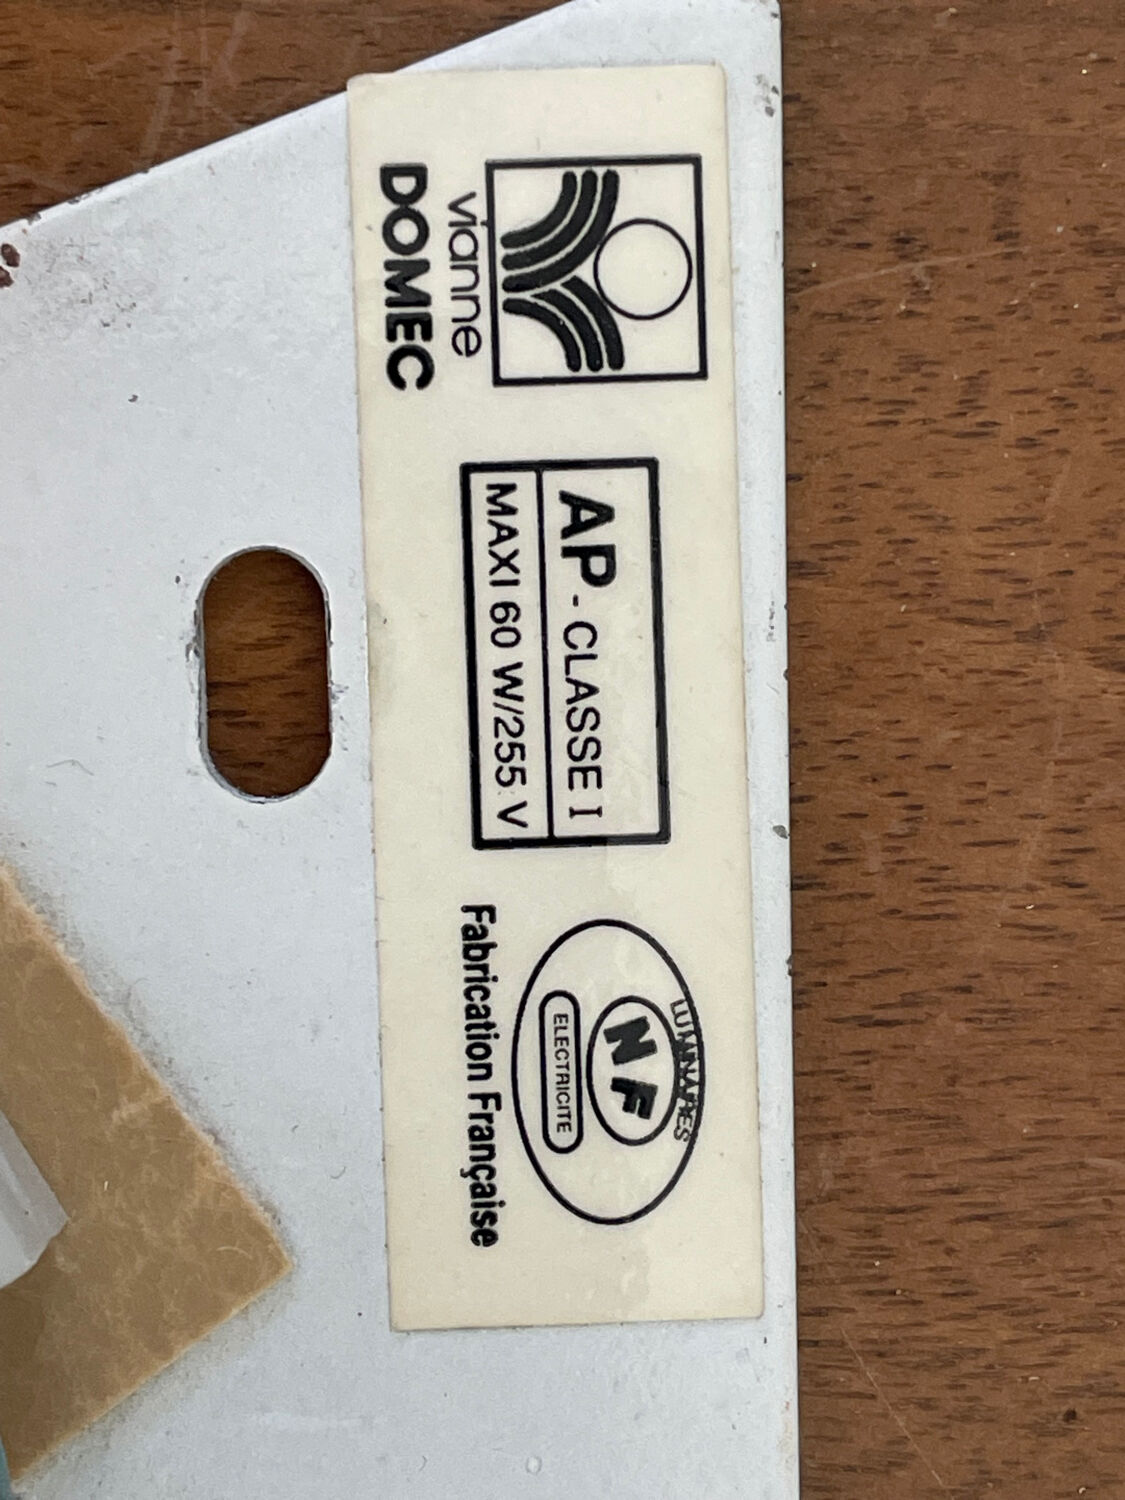 vianne
DOMEC
AP - CLASSE I
MAXI 60 W/255 V
LUMINAIRES
NF
ELECTRICITE
Fabrication Française